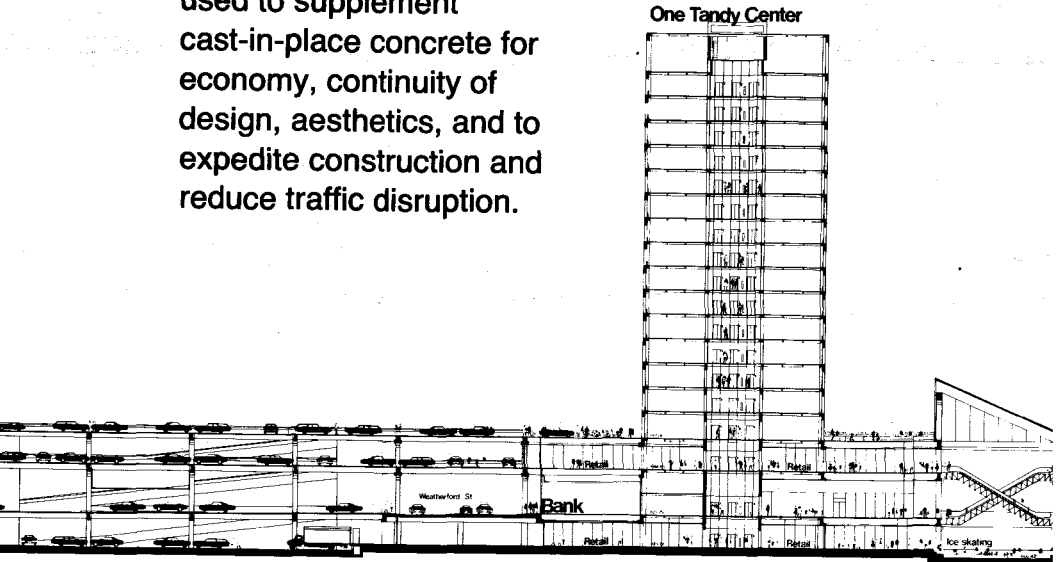 used to supplement
cast-in-place concrete for
economy, continuity of
design, aesthetics, and to
expedite construction and
reduce traffic disruption.
One Tandy Center
Retail
Retail
Weatherford St
Bank
Retail
Retail
Ice skating